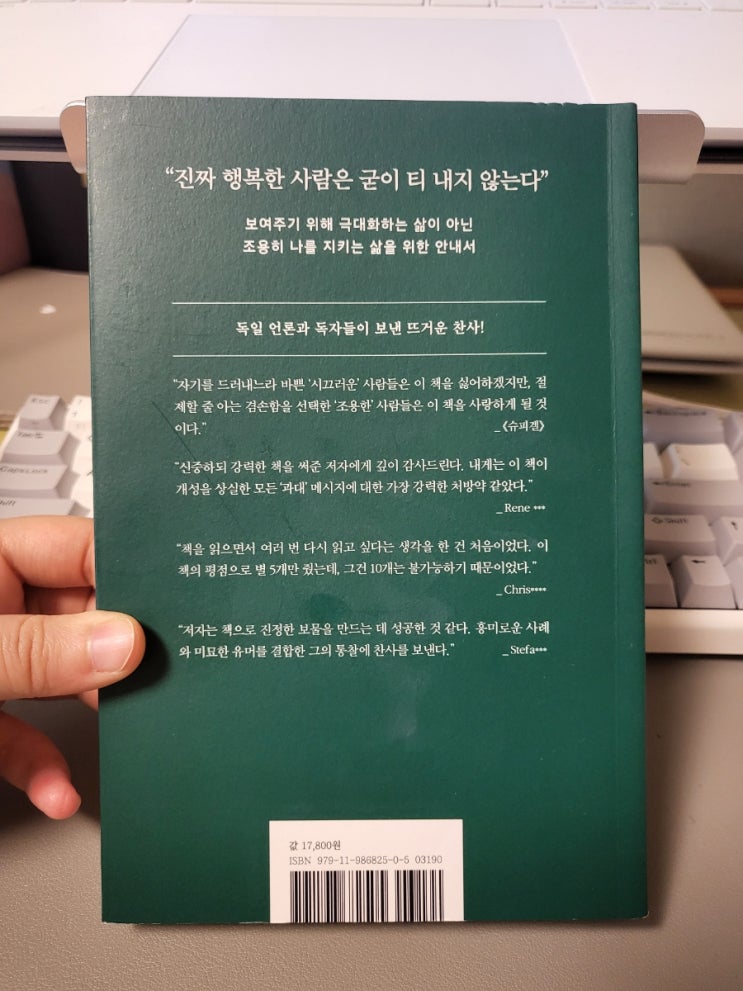 “진짜 행복한 사람은 굳이 티 내지 않는다”
보여주기 위해 극대화하는 삶이 아닌
조용히 나를 지키는 삶을 위한 안내서
독일 언론과 독자들이 보낸 뜨거운 찬사!
“자기를 드러내느라 바쁜 ‘시끄러운’ 사람들은 이 책을 싫어하겠지만, 절
제할 줄 아는 겸손함을 선택한 ‘조용한’ 사람들은 이 책을 사랑하게 될 것
이다.” _《슈피겔》
“신중하되 강력한 책을 써준 저자에게 깊이 감사드린다. 내게는 이 책이
개성을 상실한 모든 ‘과대’ 메시지에 대한 가장 강력한 처방약 같았다.”
_ Rene ***
“책을 읽으면서 여러 번 다시 읽고 싶다는 생각을 한 건 처음이었다. 이
책의 평점으로 별 5개만 줬는데, 그건 10개는 불가능하기 때문이었다.”
_ Chris****
“저자는 책으로 진정한 보물을 만드는 데 성공한 것 같다. 흥미로운 사례
와 미묘한 유머를 결합한 그의 통찰에 찬사를 보낸다.” _ Stefa***
값 17,800원
ISBN 979-11-986825-0-5 03190
Esc
Tab
CapsLock
Shift
Enter
Shift